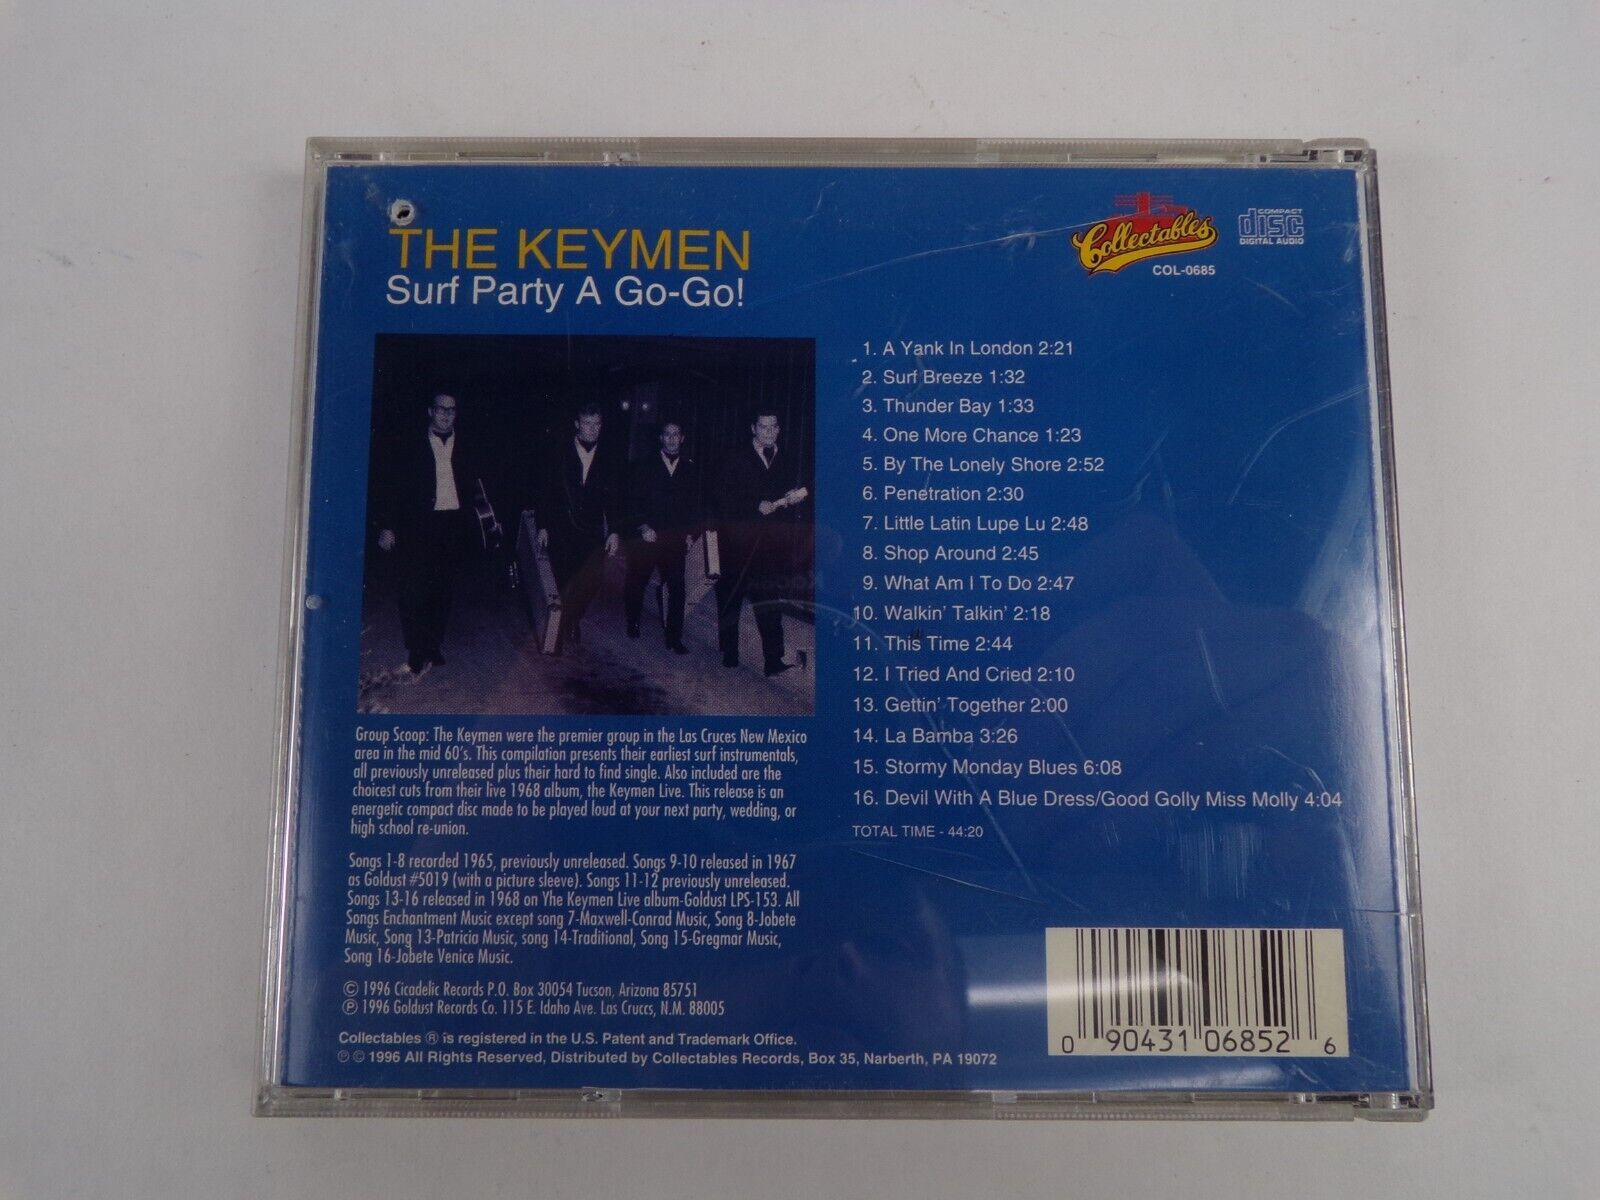 THE KEYMEN
Surf Party A Go-Go!
Collectables
COL-0685
COMPACT
disc
DIGITAL AUDIO
1. A Yank In London 2:21
2. Surf Breeze 1:32
3. Thunder Bay 1:33
4. One More Chance 1:23
5. By The Lonely Shore 2:52
6. Penetration 2:30
7. Little Latin Lupe Lu 2:48
8. Shop Around 2:45
9. What Am I To Do 2:47
10. Walkin' Talkin' 2:18
11. This Time 2:44
12. I Tried And Cried 2:10
13. Gettin' Together 2:00
14. La Bamba 3:26
15. Stormy Monday Blues 6:08
16. Devil With A Blue Dress/Good Golly Miss Molly 4:04
TOTAL TIME - 44:20
Group Scoop: The Keymen were the premier group in the Las Cruces New Mexico
area in the mid 60's. This compilation presents their earliest surf instrumentals,
all previously unreleased plus their hard to find single. Also included are the
choicest cuts from their live 1968 album, the Keymen Live. This release is an
energetic compact disc made to be played loud at your next party, wedding, or
high school re-union.
Songs 1-8 recorded 1965, previously unreleased. Songs 9-10 released in 1967
as Goldust #5019 (with a picture sleeve). Songs 11-12 previously unreleased.
Songs 13-16 released in 1968 on Yhe Keymen Live album-Goldust LPS-153. All
Songs Enchantment Music except song 7-Maxwell-Conrad Music, Song 8-Jobete
Music, Song 13-Patricia Music, song 14-Traditional, Song 15-Gregmar Music,
Song 16-Jobete Venice Music.
© 1996 Cicadelic Records P.O. Box 30054 Tucson, Arizona 85751
℗ 1996 Goldust Records Co. 115 E. Idaho Ave. Las Cruccs, N.M. 88005
Collectables ® is registered in the U.S. Patent and Trademark Office.
℗ © 1996 All Rights Reserved, Distributed by Collectables Records, Box 35, Narberth, PA 19072
0 90431 06852 6